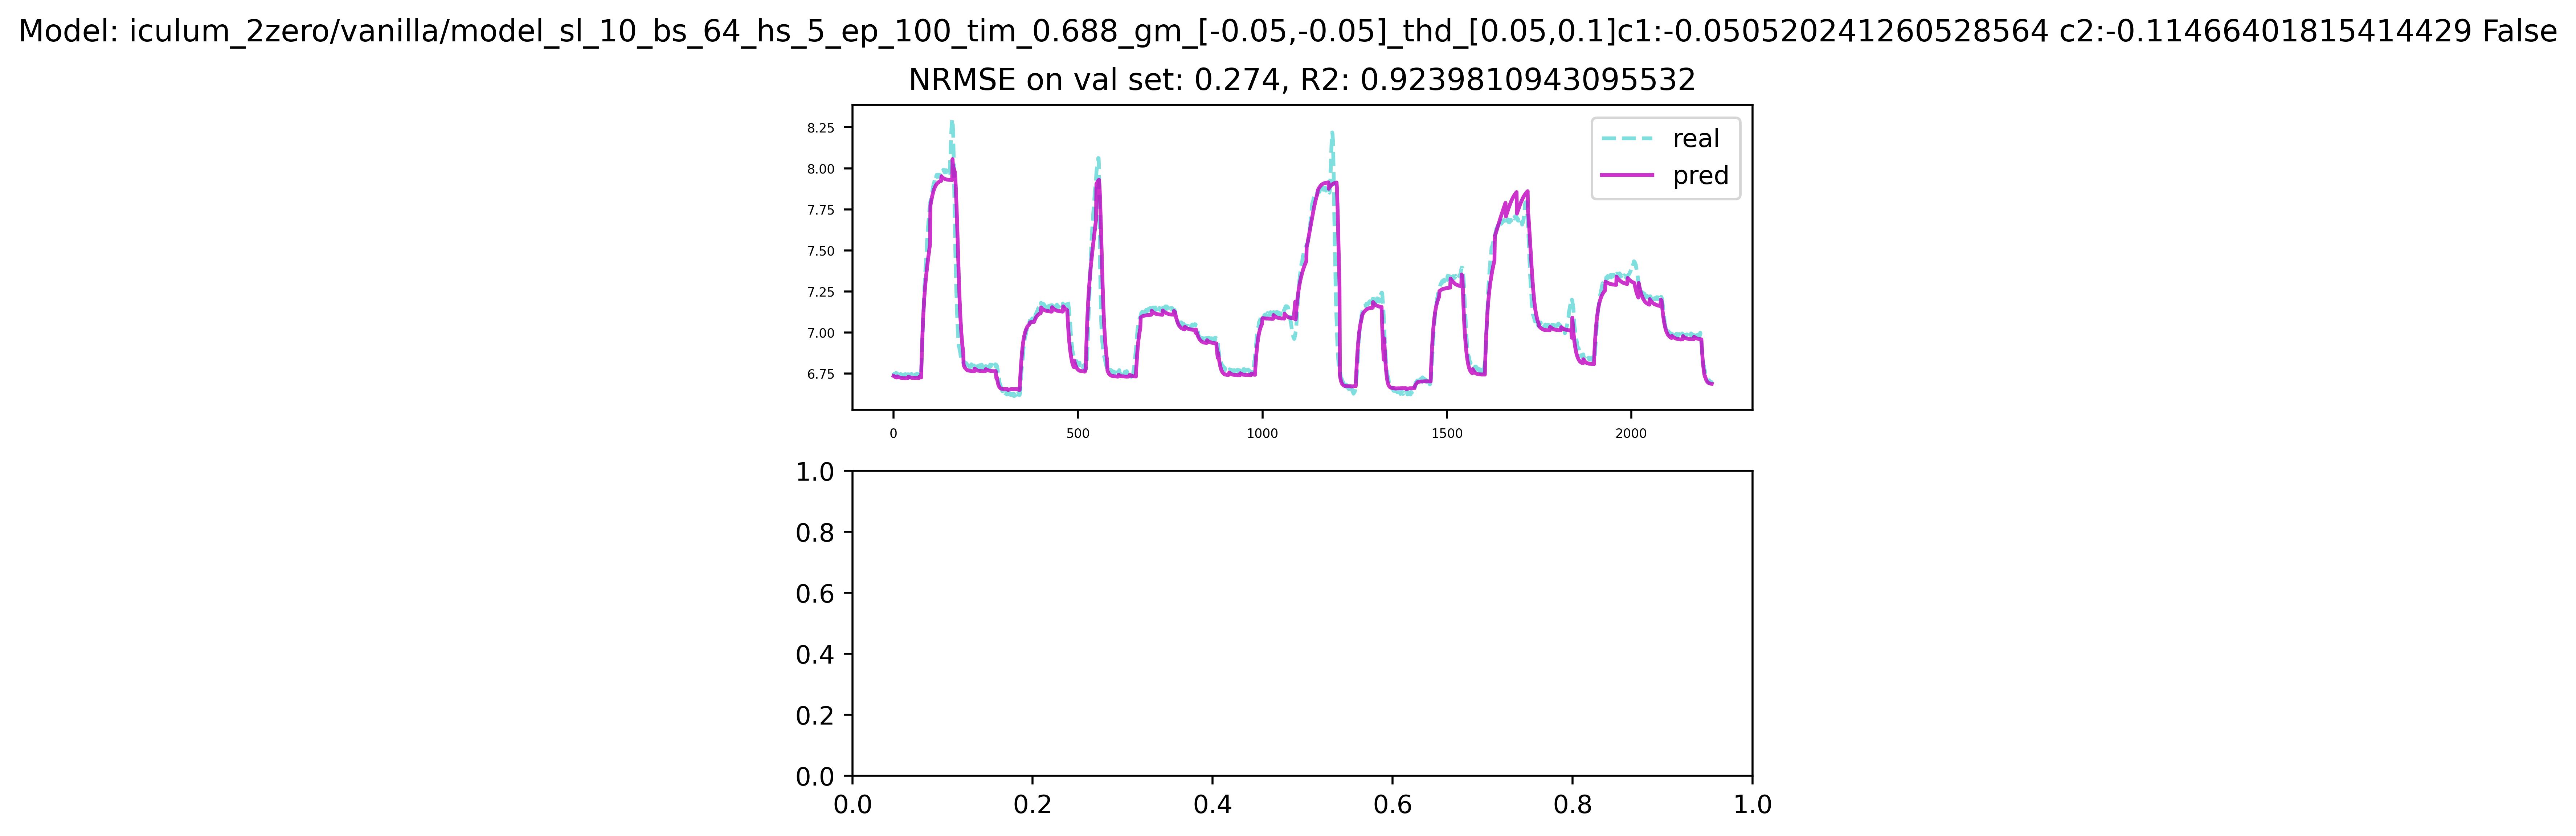 Model: iculum_2zero/vanilla/model_sl_10_bs_64_hs_5_ep_100_tim_0.688_gm_[-0.05,-0.05]_thd_[0.05,0.1]c1:-0.050520241260528564 c2:-0.11466401815414429 False
NRMSE on val set: 0.274, R2: 0.9239810943095532
8.25
8.00
7.75
7.50
7.25
7.00
6.75
real
pred
0 500 1000 1500 2000
1.0
0.8
0.6
0.4
0.2
0.0
0.0 0.2 0.4 0.6 0.8 1.0